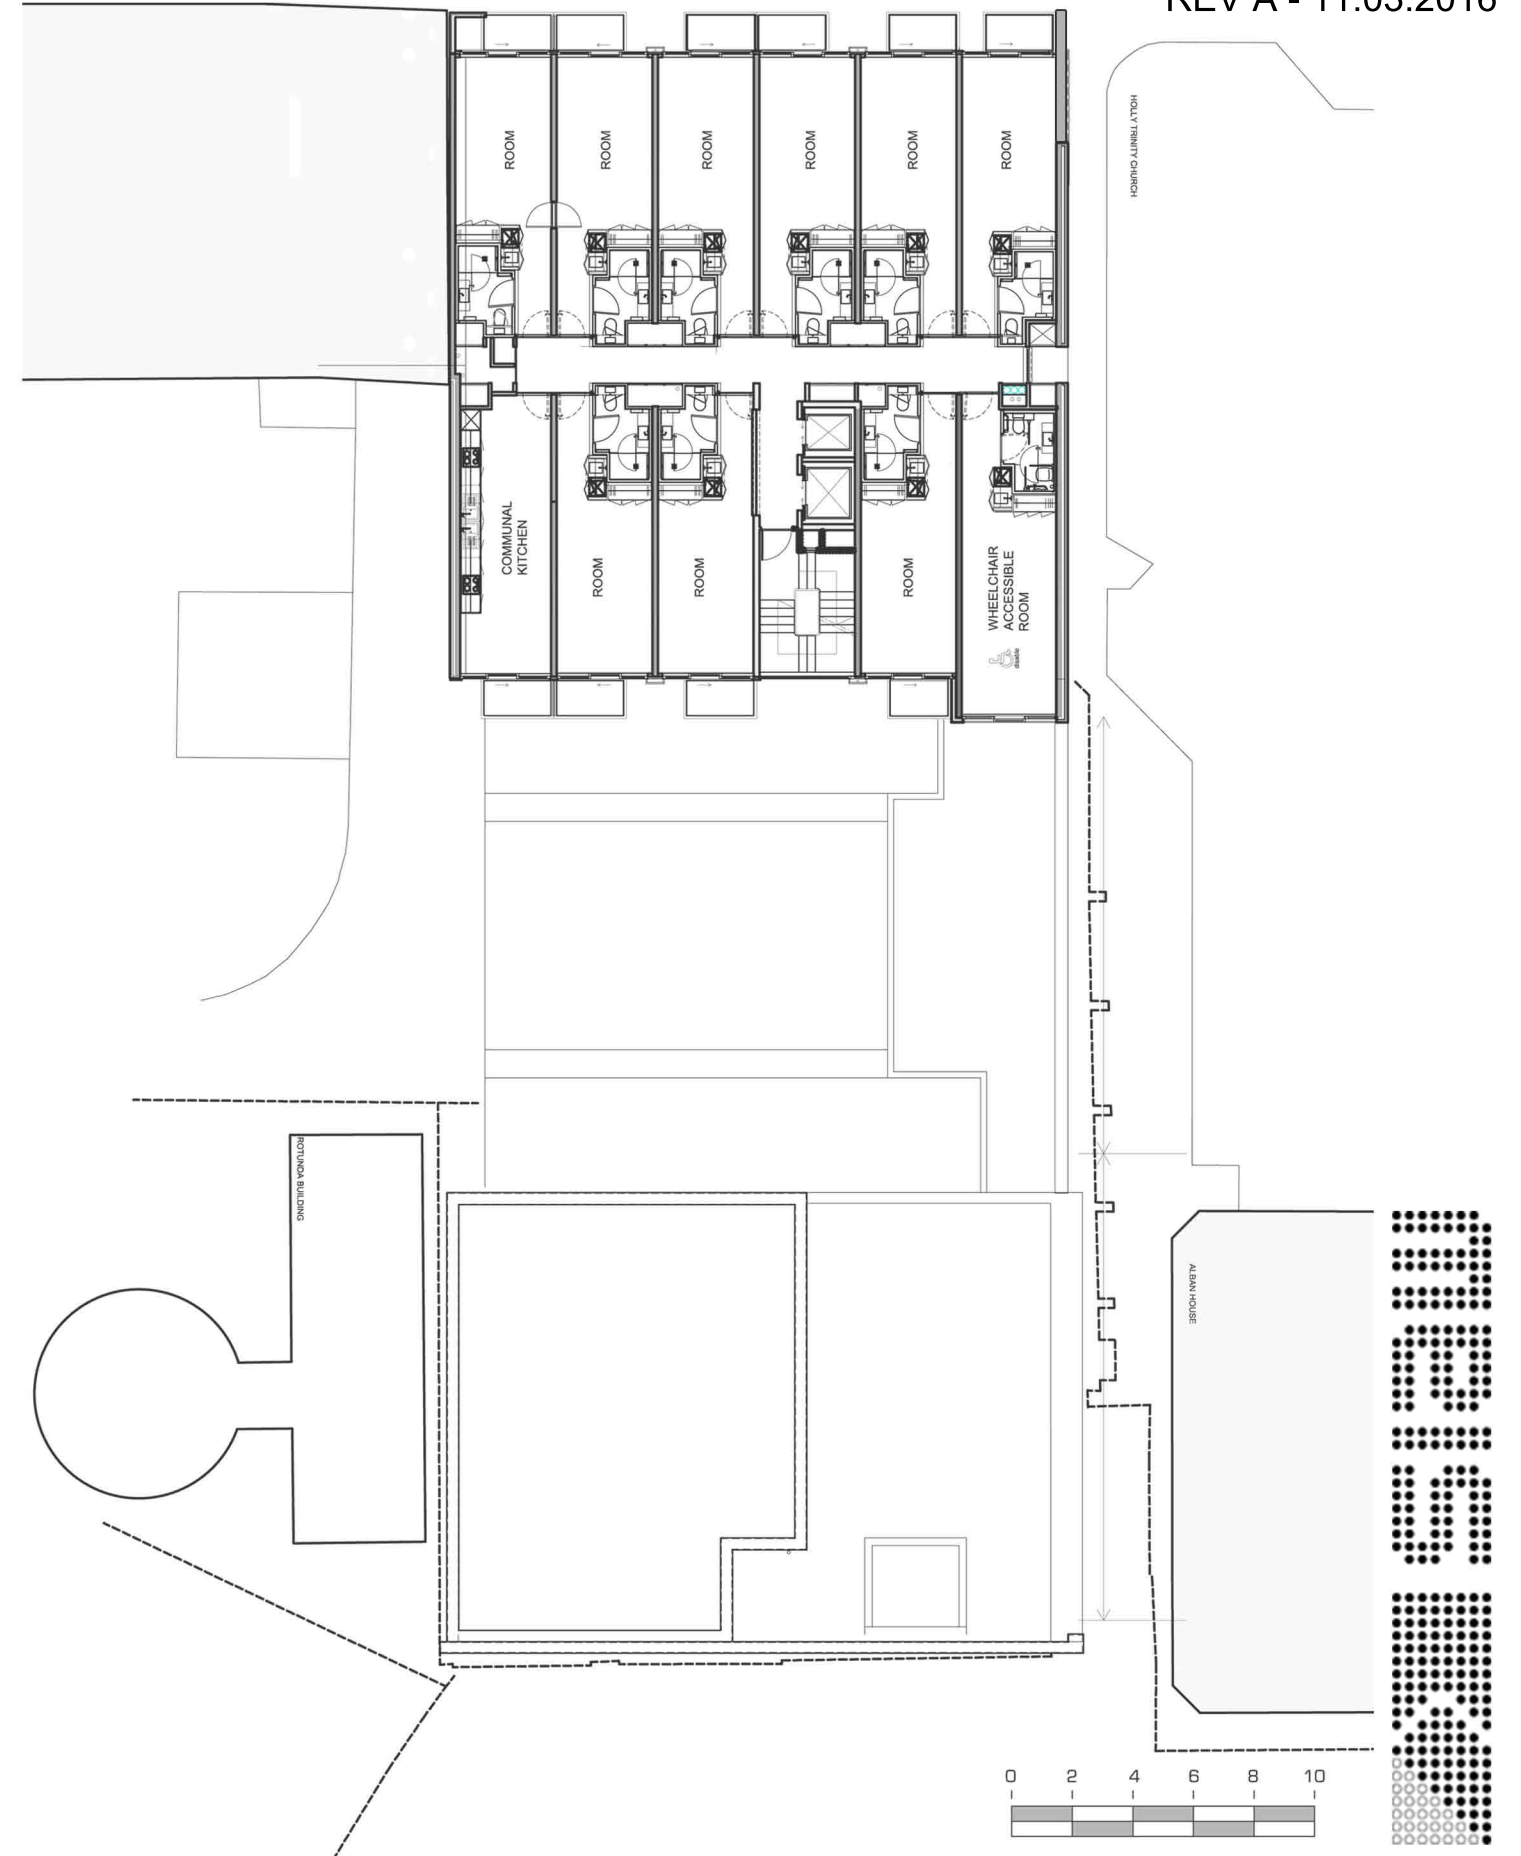 REV A - 11.03.2016
HOLLY TRINITY CHURCH
ROOM
ROOM
ROOM
ROOM
ROOM
ROOM
COMMUNAL
KITCHEN
ROOM
ROOM
ROOM
WHEELCHAIR
ACCESSIBLE
ROOM
disable
ROTUNDA BUILDING
ALBAN HOUSE
0 2 4 6 8 10